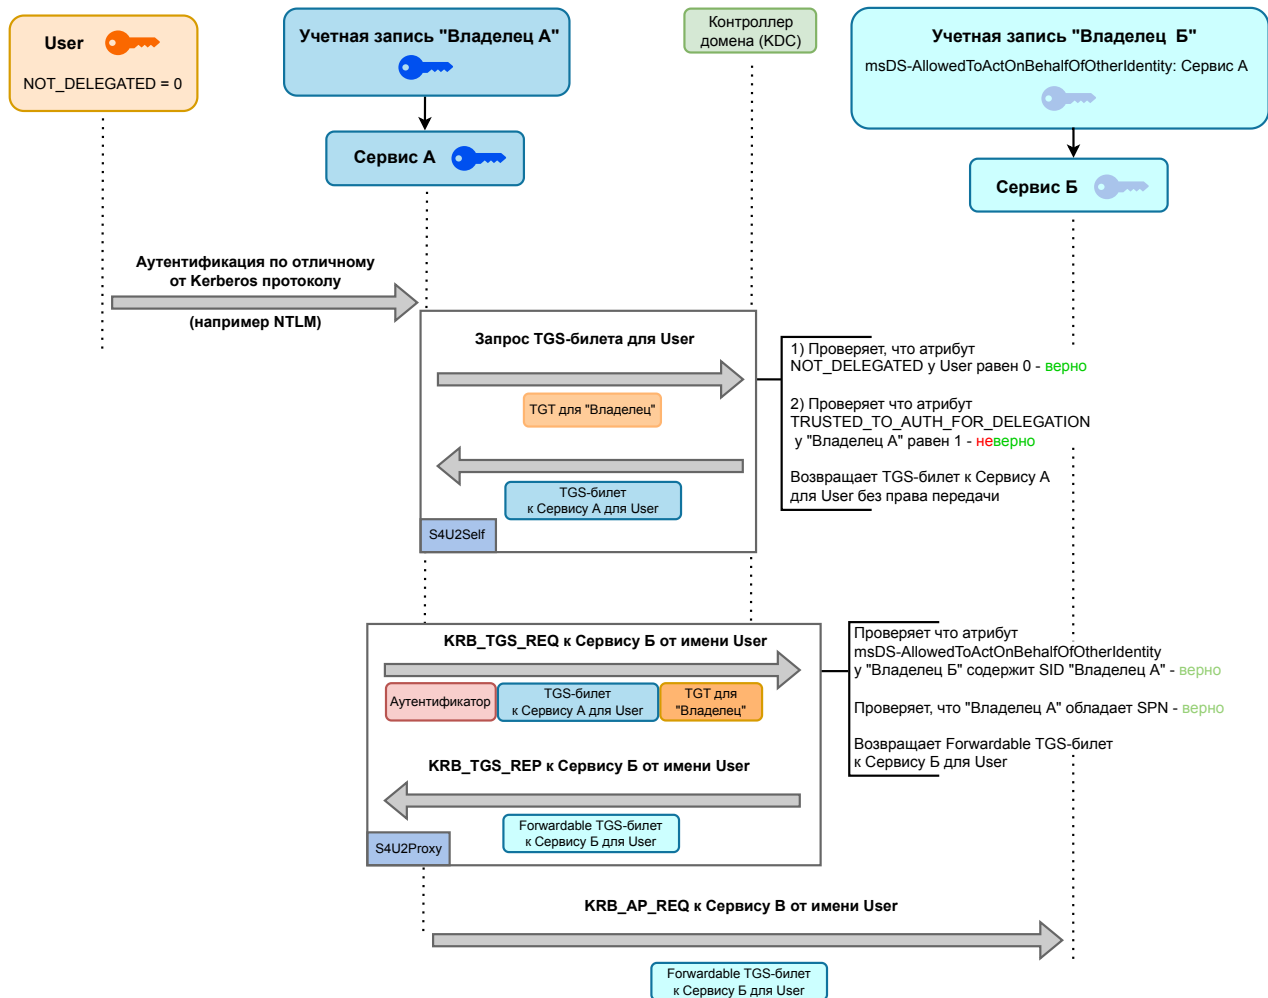 User
NOT_DELEGATED = 0
Учетная запись "Владелец А"
Сервис А
Контроллер
домена (KDC)
Учетная запись "Владелец Б"
msDS-AllowedToActOnBehalfOfOtherIdentity: Сервис А
Сервис Б
Аутентификация по отличному
от Kerberos протоколу
(например NTLM)
Запрос TGS-билета для User
TGT для "Владелец"
TGS-билет
к Сервису А для User
S4U2Self
1) Проверяет, что атрибут
NOT_DELEGATED у User равен 0 - верно
2) Проверяет что атрибут
TRUSTED_TO_AUTH_FOR_DELEGATION
у "Владелец А" равен 1 - неверно
Возвращает TGS-билет к Сервису А
для User без права передачи
KRB_TGS_REQ к Сервису Б от имени User
Аутентификатор
TGS-билет
к Сервису А для User
TGT для
"Владелец"
KRB_TGS_REP к Сервису Б от имени User
Forwardable TGS-билет
к Сервису Б для User
S4U2Proxy
Проверяет что атрибут
msDS-AllowedToActOnBehalfOfOtherIdentity
у "Владелец Б" содержит SID "Владелец А" - верно
Проверяет, что "Владелец А" обладает SPN - верно
Возвращает Forwardable TGS-билет
к Сервису Б для User
KRB_AP_REQ к Сервису В от имени User
Forwardable TGS-билет
к Сервису Б для User